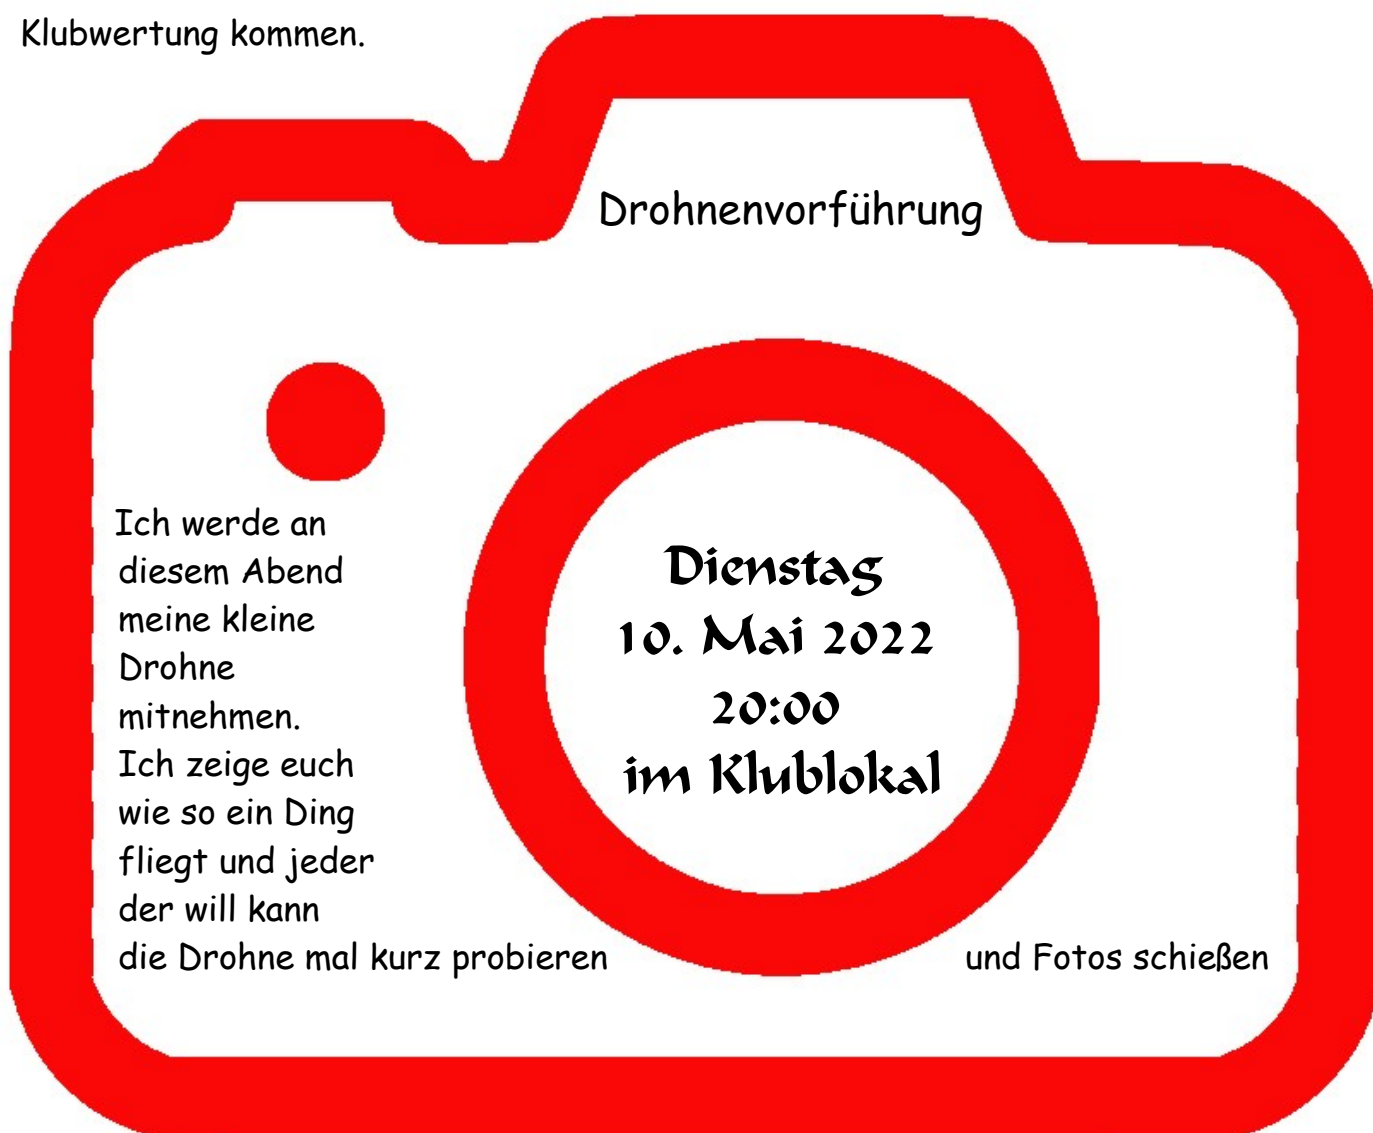 Klubwertung kommen.
Drohnenvorführung
Ich werde an
diesem Abend
meine kleine
Drohne
mitnehmen.
Ich zeige euch
wie so ein Ding
fliegt und jeder
der will kann
die Drohne mal kurz probieren und Fotos schießen
Dienstag
10. Mai 2022
20:00
im Klublokal